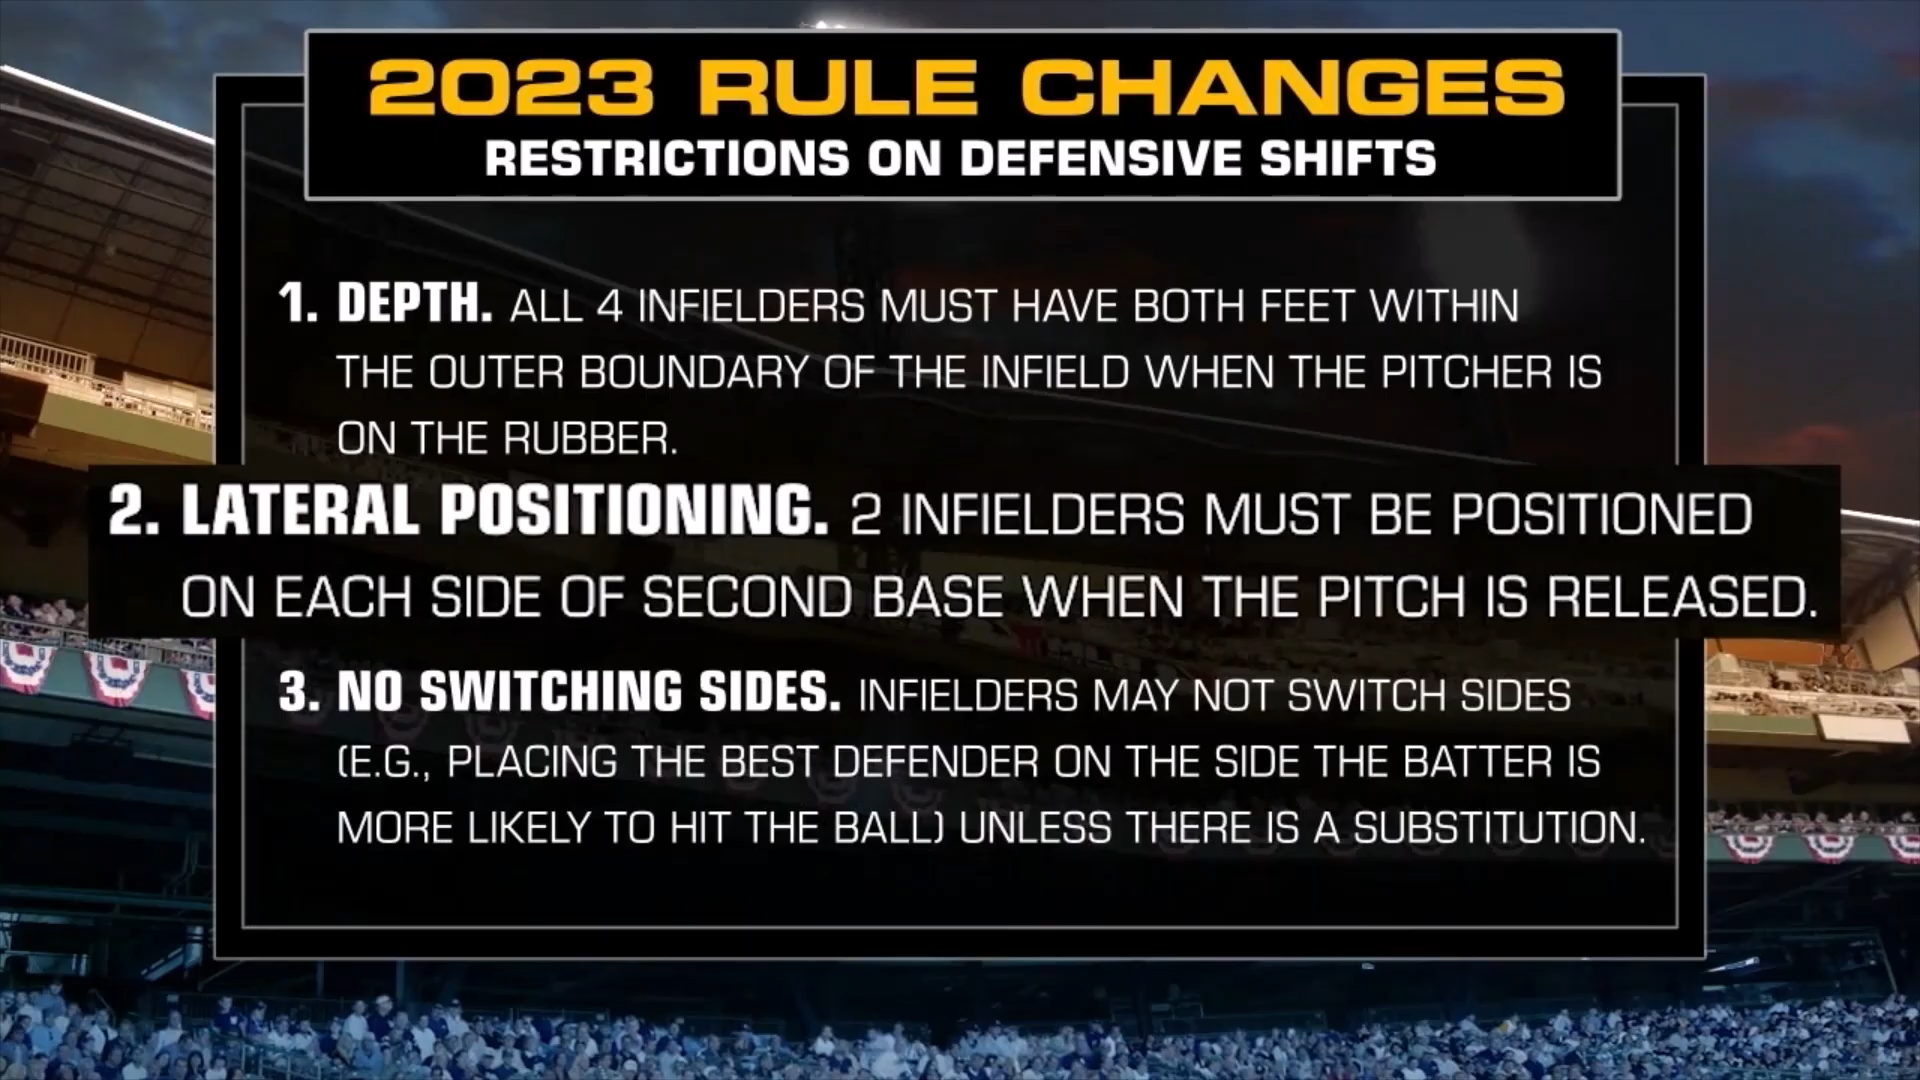 2023 RULE CHANGES
RESTRICTIONS ON DEFENSIVE SHIFTS
1. DEPTH. ALL 4 INFIELDERS MUST HAVE BOTH FEET WITHIN
THE OUTER BOUNDARY OF THE INFIELD WHEN THE PITCHER IS
ON THE RUBBER.
2. LATERAL POSITIONING. 2 INFIELDERS MUST BE POSITIONED
ON EACH SIDE OF SECOND BASE WHEN THE PITCH IS RELEASED.
3. NO SWITCHING SIDES. INFIELDERS MAY NOT SWITCH SIDES
(E.G., PLACING THE BEST DEFENDER ON THE SIDE THE BATTER IS
MORE LIKELY TO HIT THE BALL) UNLESS THERE IS A SUBSTITUTION.